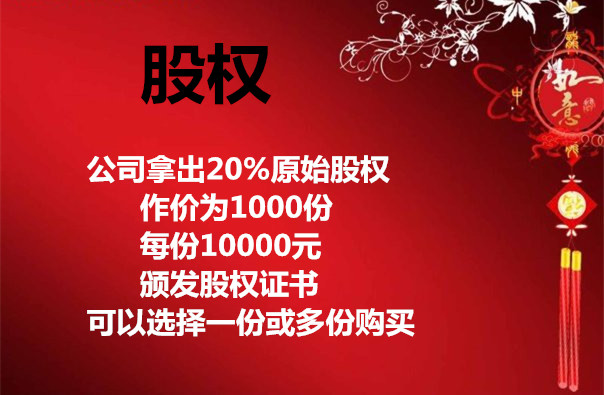 股权
如意
公司拿出20%原始股权
作价为1000份
每份10000元
颁发股权证书
可以选择一份或多份购买